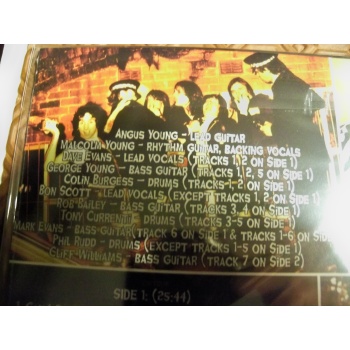 Angus Young - Lead Guitar
Malcolm Young - Rhythm Guitar, Backing Vocals
Dave Evans - Lead Vocals (Tracks 1, 2 on Side 1)
George Young - Bass Guitar (Tracks 1, 2, 5 on Side 1)
Colin Burgess - Drums (Tracks 1-2 on Side 1)
Bon Scott - Lead Vocals (Except Tracks 1, 2 on Side 1)
Rob Bailey - Bass Guitar (Tracks 3, 4 on Side 1)
Tony Currenti - Drums (Tracks 3-5 on Side
Mark Evans - Bass Guitar (Track 6 on Side 1 & Tracks 1-6 on Side
Phil Rudd - Drums (Except Tracks 1-5 on Side 1)
Cliff Williams - Bass Guitar (Track 7 on Side 2)
Side 1: (25:44)